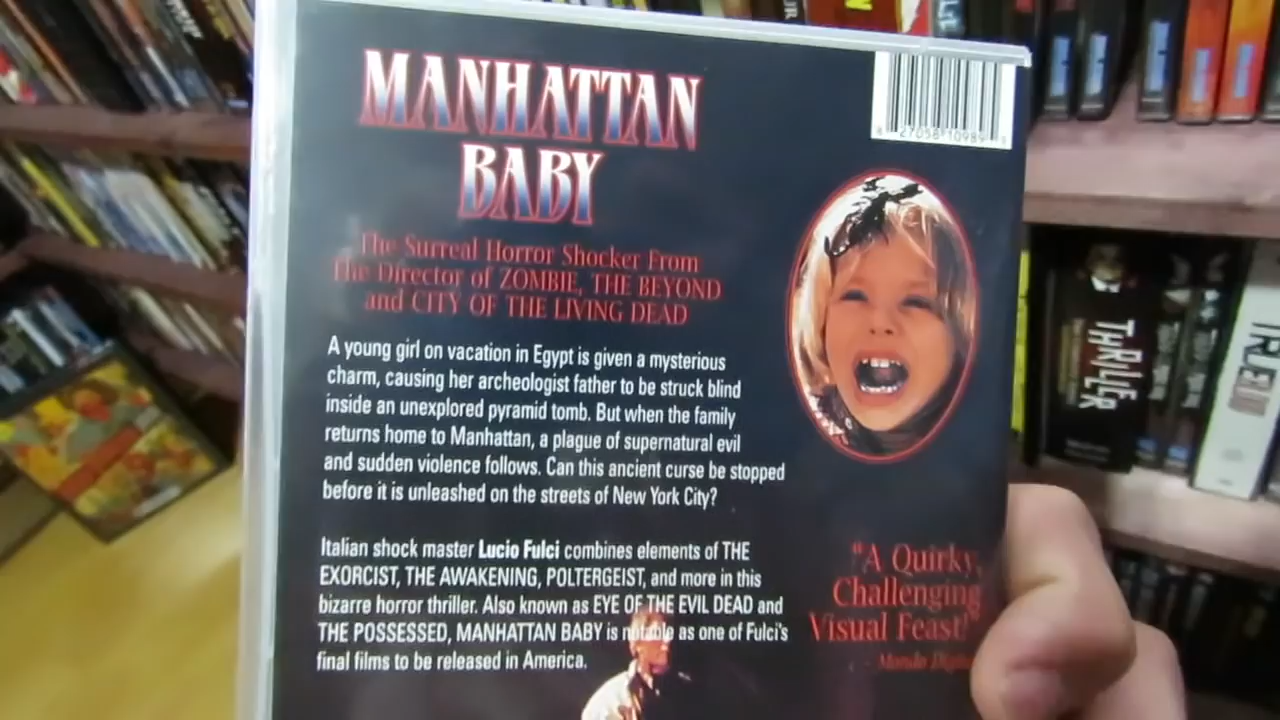 MANHATTAN
BABY
The Surreal Horror Shocker From
The Director of ZOMBIE, THE BEYOND
and CITY OF THE LIVING DEAD
A young girl on vacation in Egypt is given a mysterious
charm, causing her archeologist father to be struck blind
inside an unexplored pyramid tomb. But when the family
returns home to Manhattan, a plague of supernatural evil
and sudden violence follows. Can this ancient curse be stopped
before it is unleashed on the streets of New York City?
Italian shock master Lucio Fulci combines elements of THE
EXORCIST, THE AWAKENING, POLTERGEIST, and more in this
bizarre horror thriller. Also known as EYE OF THE EVIL DEAD and
THE POSSESSED, MANHATTAN BABY is notable as one of Fulci's
final films to be released in America.
"A Quirky,
Challenging
Visual Feast!"
- Mondo
THRILLER